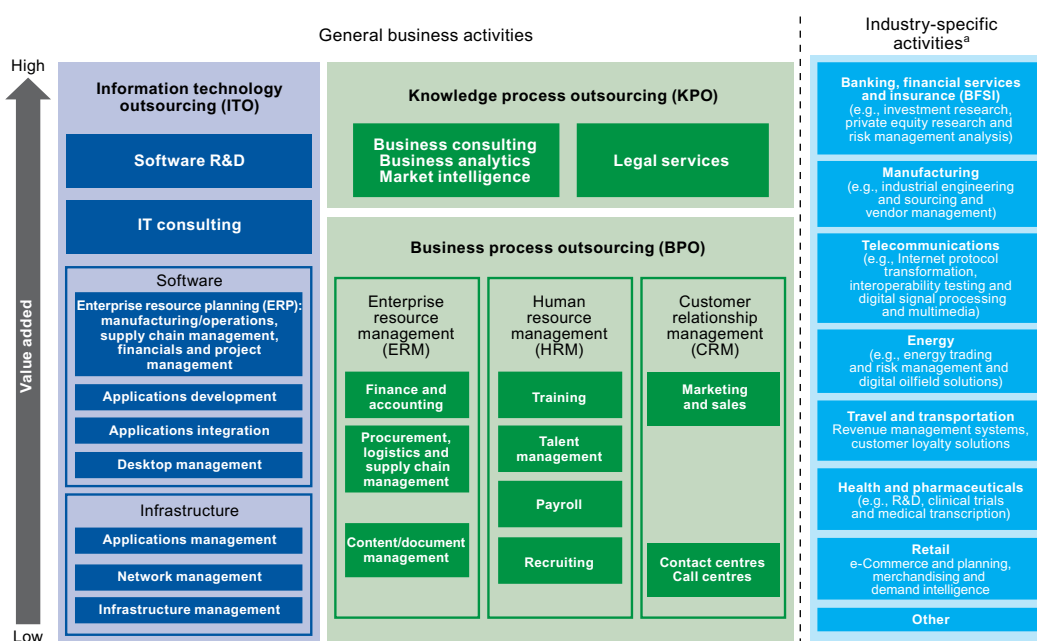 General business activities
Industry-specific
activitiesa
High
Value added
Low
Information technology
outsourcing (ITO)
Software R&D
IT consulting
Software
Enterprise resource planning (ERP):
manufacturing/operations,
supply chain management,
financials and project
management
Applications development
Applications integration
Desktop management
Infrastructure
Applications management
Network management
Infrastructure management
Knowledge process outsourcing (KPO)
Business consulting
Business analytics
Market intelligence
Legal services
Business process outsourcing (BPO)
Enterprise
resource
management
(ERM)
Finance and
accounting
Procurement,
logistics and
supply chain
management
Content/document
management
Human
resource
management
(HRM)
Training
Talent
management
Payroll
Recruiting
Customer
relationship
management
(CRM)
Marketing
and sales
Contact centres
Call centres
Banking, financial services
and insurance (BFSI)
(e.g., investment research,
private equity research and
risk management analysis)
Manufacturing
(e.g., industrial engineering
and sourcing and
vendor management)
Telecommunications
(e.g., Internet protocol
transformation,
interoperability testing and
digital signal processing
and multimedia)
Energy
(e.g., energy trading
and risk management and
digital oilfield solutions)
Travel and transportation
Revenue management systems,
customer loyalty solutions
Health and pharmaceuticals
(e.g., R&D, clinical trials
and medical transcription)
Retail
e-Commerce and planning,
merchandising and
demand intelligence
Other